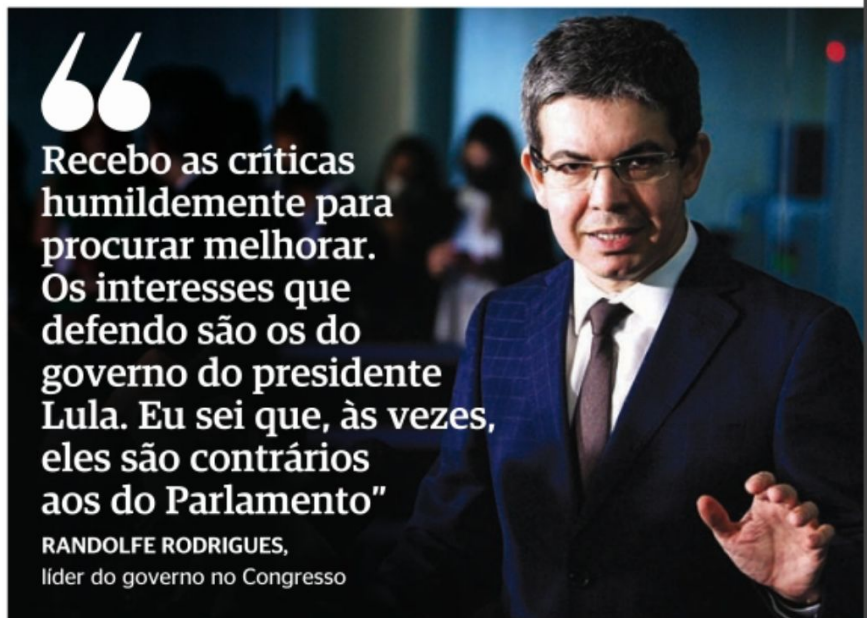 “
Recebo as críticas
humildemente para
procurar melhorar.
Os interesses que
defendo são os do
governo do presidente
Lula. Eu sei que, às vezes,
eles são contrários
aos do Parlamento”
RANDOLFE RODRIGUES,
líder do governo no Congresso